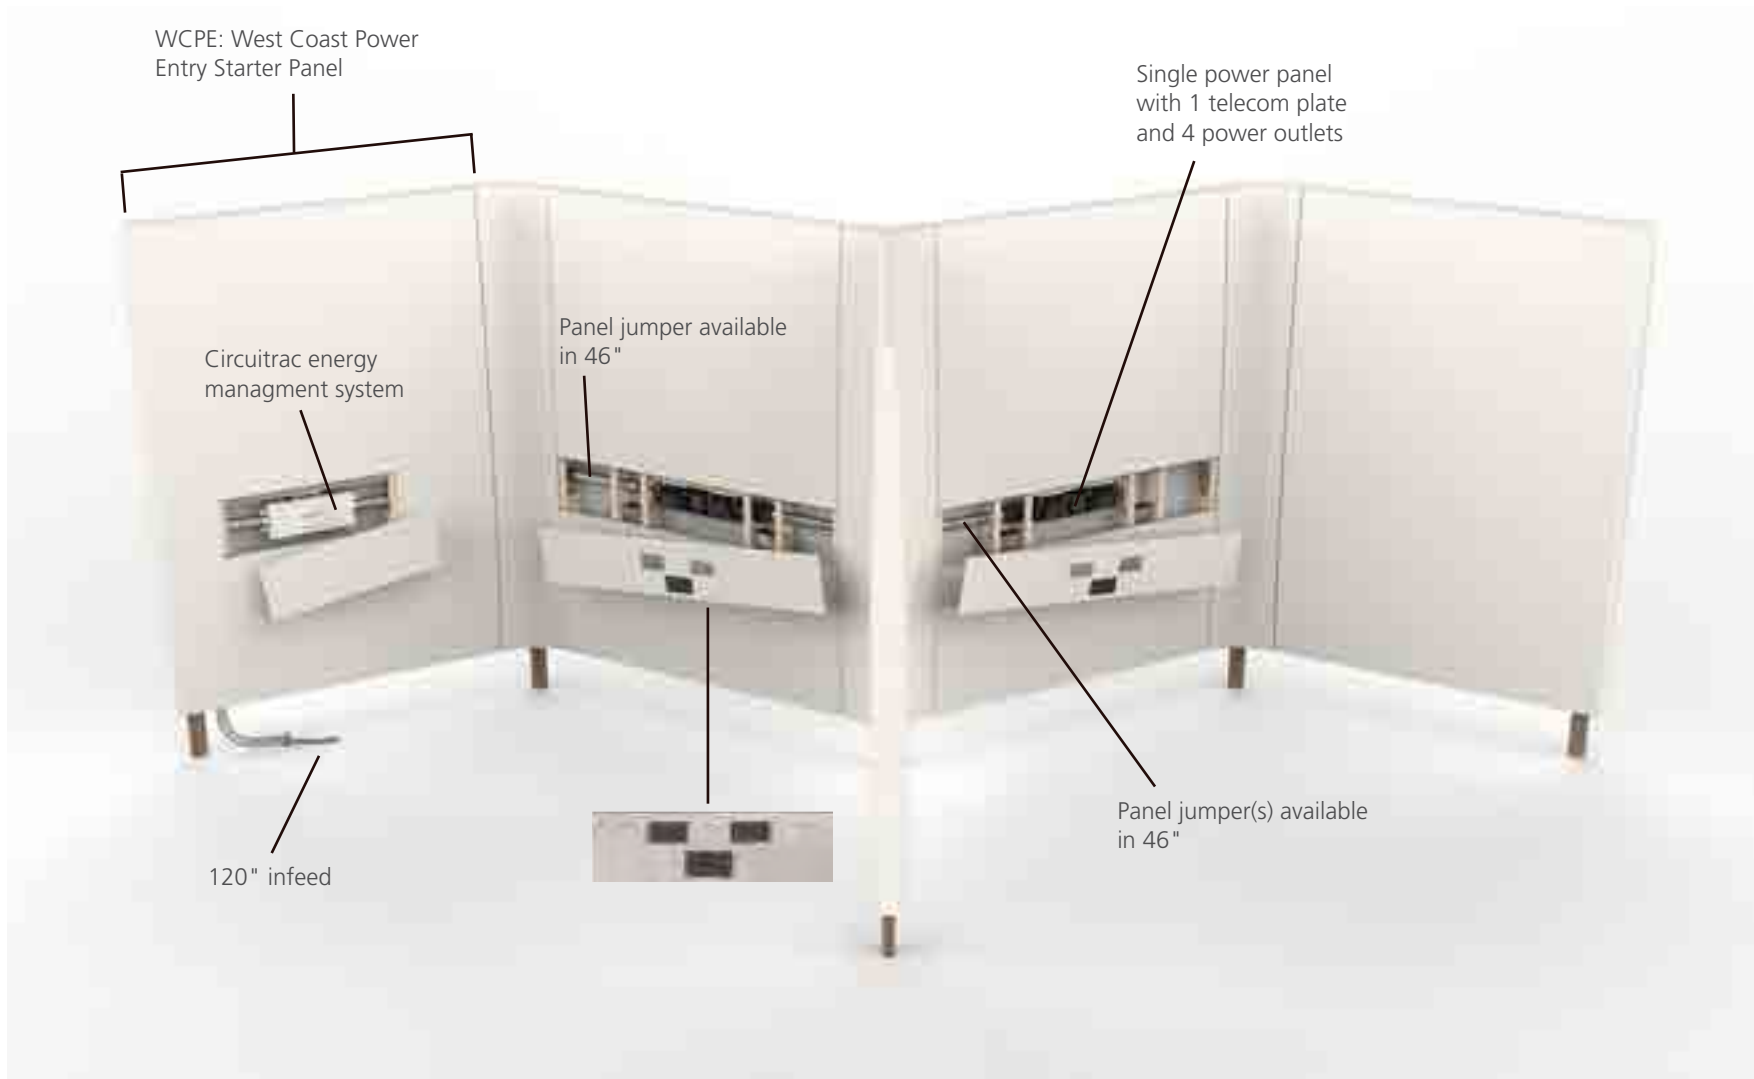 WCPE: West Coast Power
Entry Starter Panel
Single power panel
with 1 telecom plate
and 4 power outlets
Panel jumper available
in 46"
Circuitrac energy
managment system
Panel jumper(s) available
in 46"
120" infeed